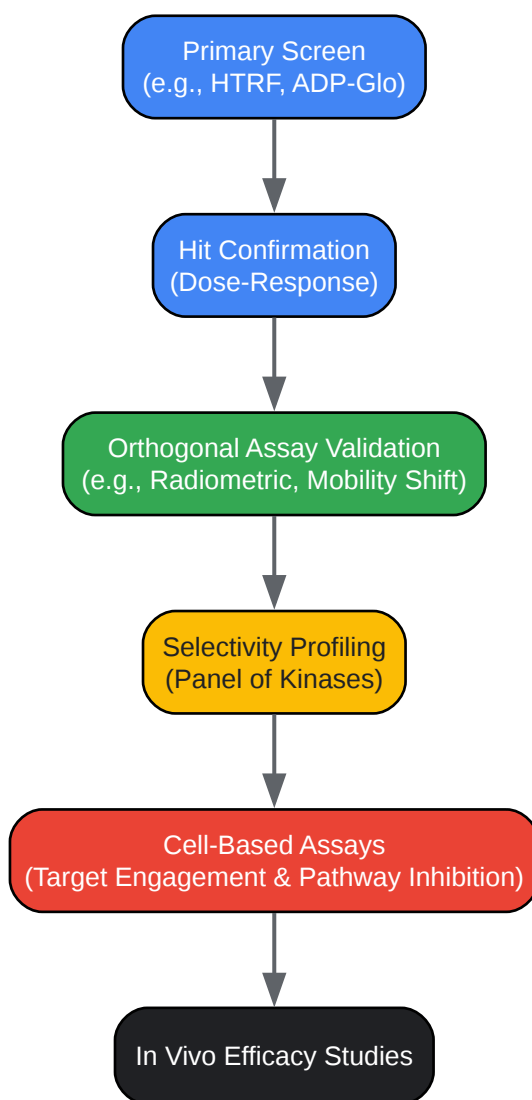 Primary Screen
(e.g., HTRF, ADP-Glo)
Hit Confirmation
(Dose-Response)
Orthogonal Assay Validation
(e.g., Radiometric, Mobility Shift)
Selectivity Profiling
(Panel of Kinases)
Cell-Based Assays
(Target Engagement & Pathway Inhibition)
In Vivo Efficacy Studies